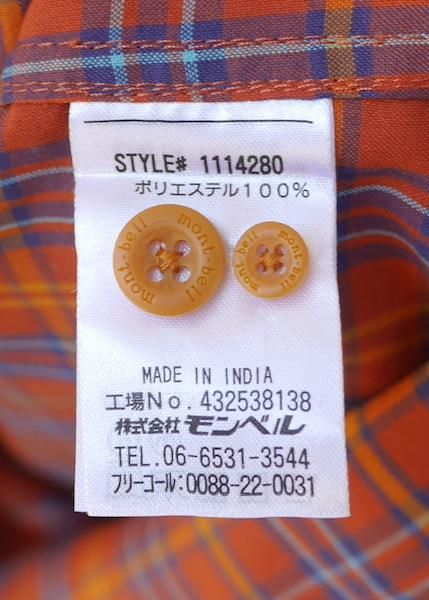 STYLE# 1114280
ポリエステル100%
mont-bell mont-bell
mont-bell mont-bell
MADE IN INDIA
工場No. 432538138
株式会社 モンベル
TEL.06-6531-3544
フリーコール:0088-22-0031